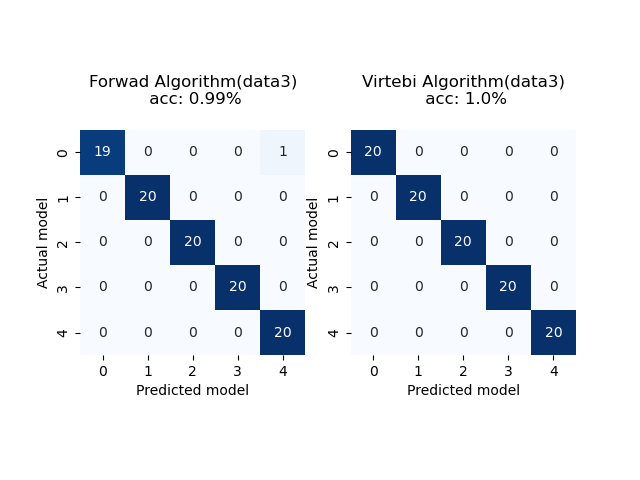 Forwad Algorithm(data3)
acc: 0.99%
Actual model
0 19 0 0 0 1
1 0 20 0 0 0
2 0 0 20 0 0
3 0 0 0 20 0
4 0 0 0 0 20
0 1 2 3 4
Predicted model
Virtebi Algorithm(data3)
acc: 1.0%
Actual model
0 20 0 0 0 0
1 0 20 0 0 0
2 0 0 20 0 0
3 0 0 0 20 0
4 0 0 0 0 20
0 1 2 3 4
Predicted model